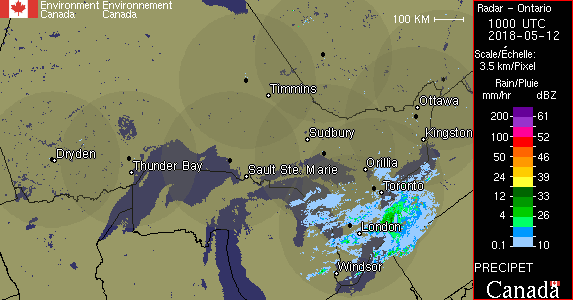 Environment Environnement
Canada Canada
Radar - Ontario
1000 UTC
2018-05-12
Scale/Échelle:
3.5 km/Pixel
Rain/Pluie
mm/hr dBZ
200 61
100 52
50 46
24 39
12 33
4 26
0.1 10
PRECIPET
Canada
100 KM
Timmins
Ottawa
Sudbury
Kingston
Dryden
Thunder Bay
Sault Ste. Marie
Orillia
Toronto
London
Windsor